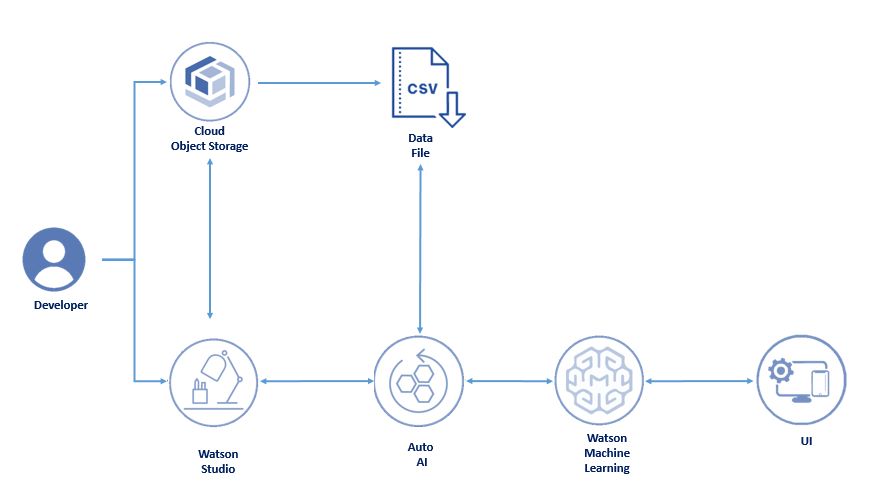 CSV
Cloud
Object Storage
Data
File
Developer
Watson
Studio
Auto
AI
Watson
Machine
Learning
UI